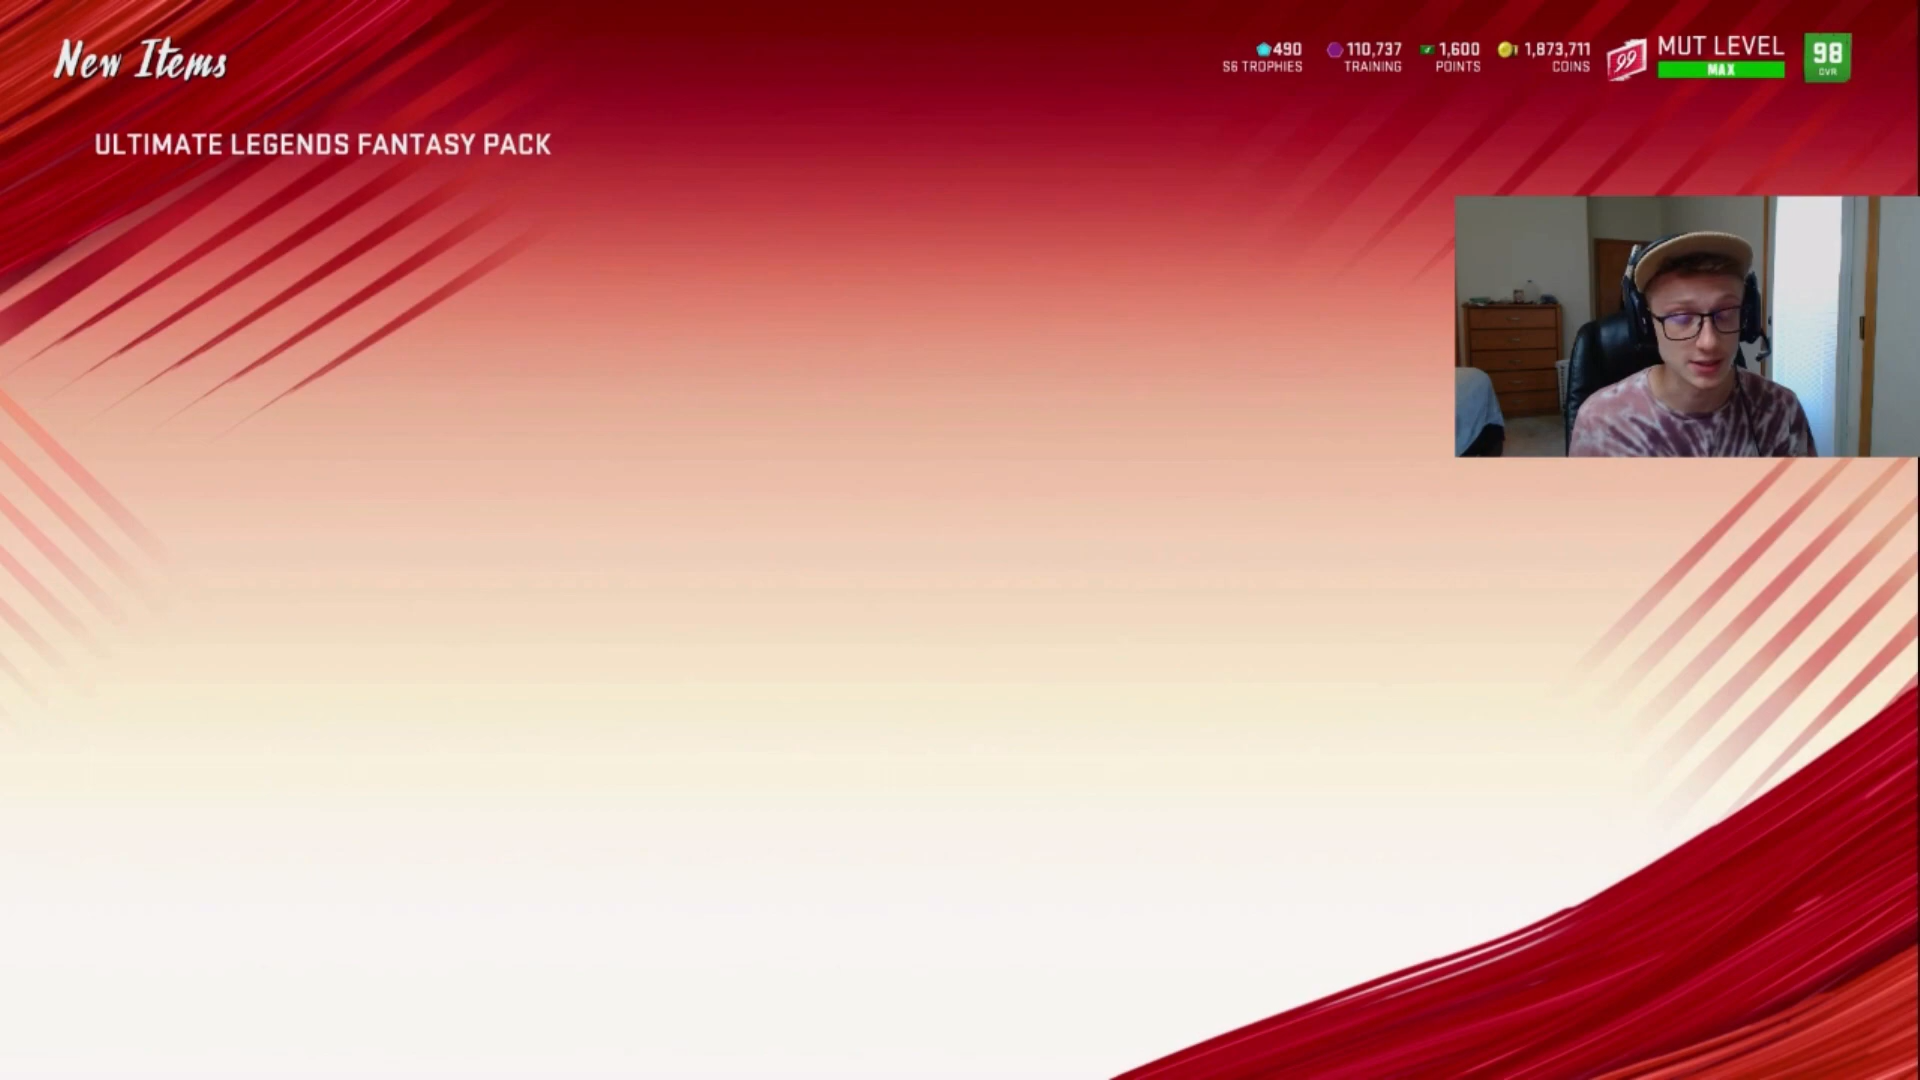 New Items
490
S6 TROPHIES
110,737
TRAINING
1,600
POINTS
1,873,711
COINS
99
MUT LEVEL
MAX
98
OVR
ULTIMATE LEGENDS FANTASY PACK